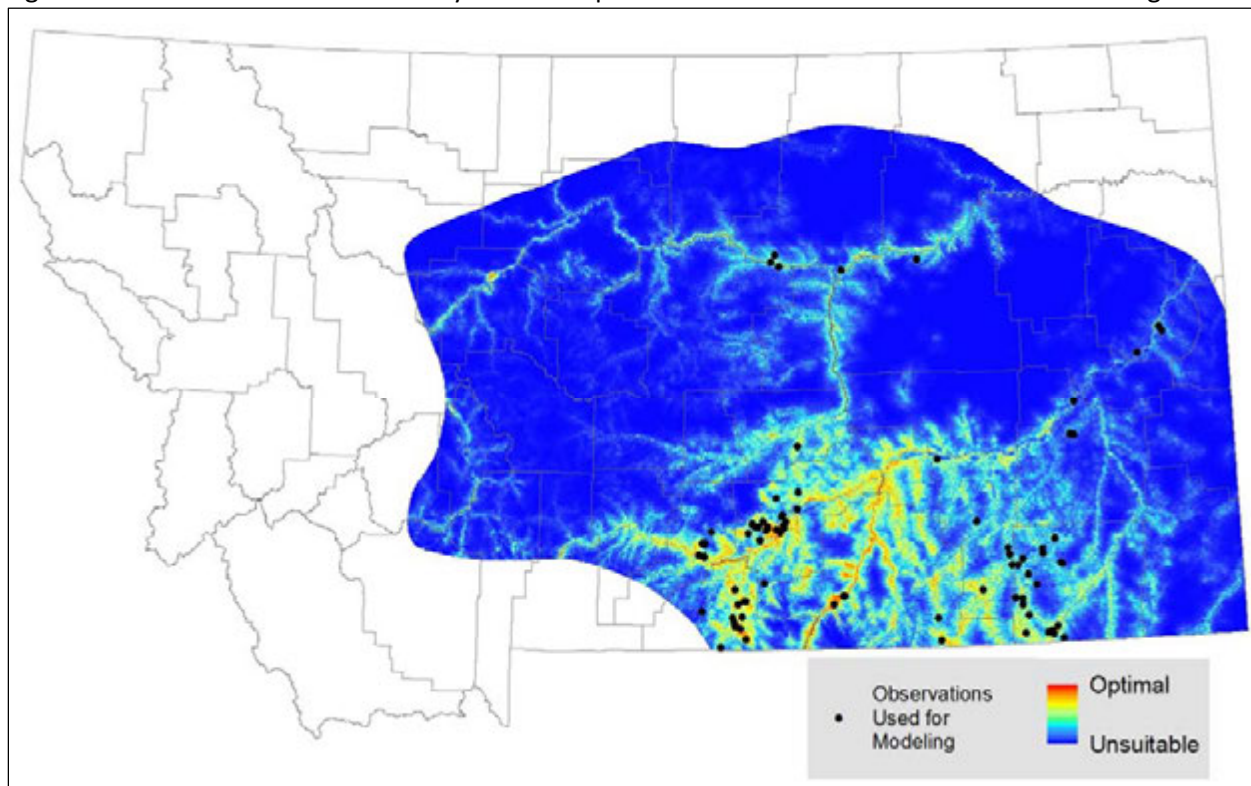 Observations
Used for
Modeling
Optimal
Unsuitable